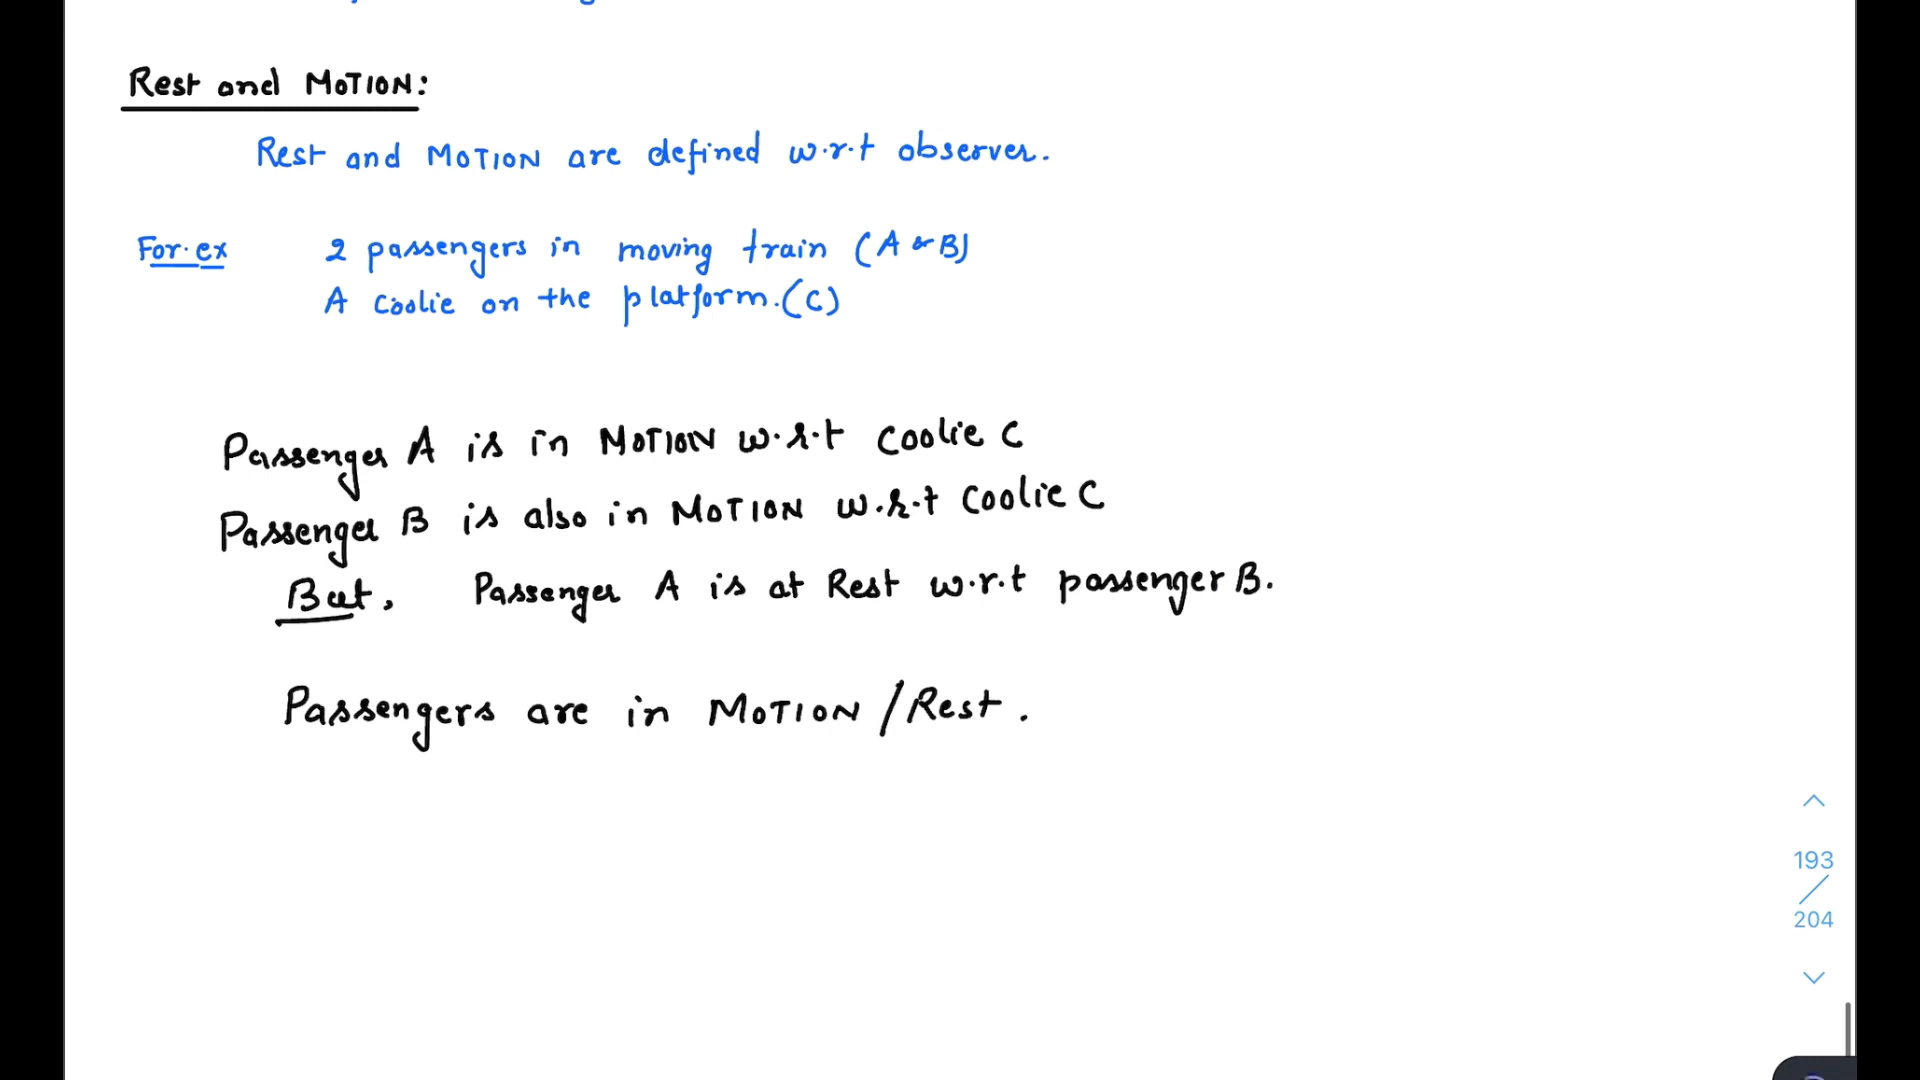 Rest and MOTION:
Rest and MOTION are defined w.r.t observer.
For.ex 2 passengers in moving train (A & B)
A coolie on the platform.(C)
Passenger A is in MOTION w.r.t coolie C
Passenger B is also in MOTION w.r.t coolie C
But, Passenger A is at Rest w.r.t passenger B.
Passengers are in MOTION / Rest.
193
/
204